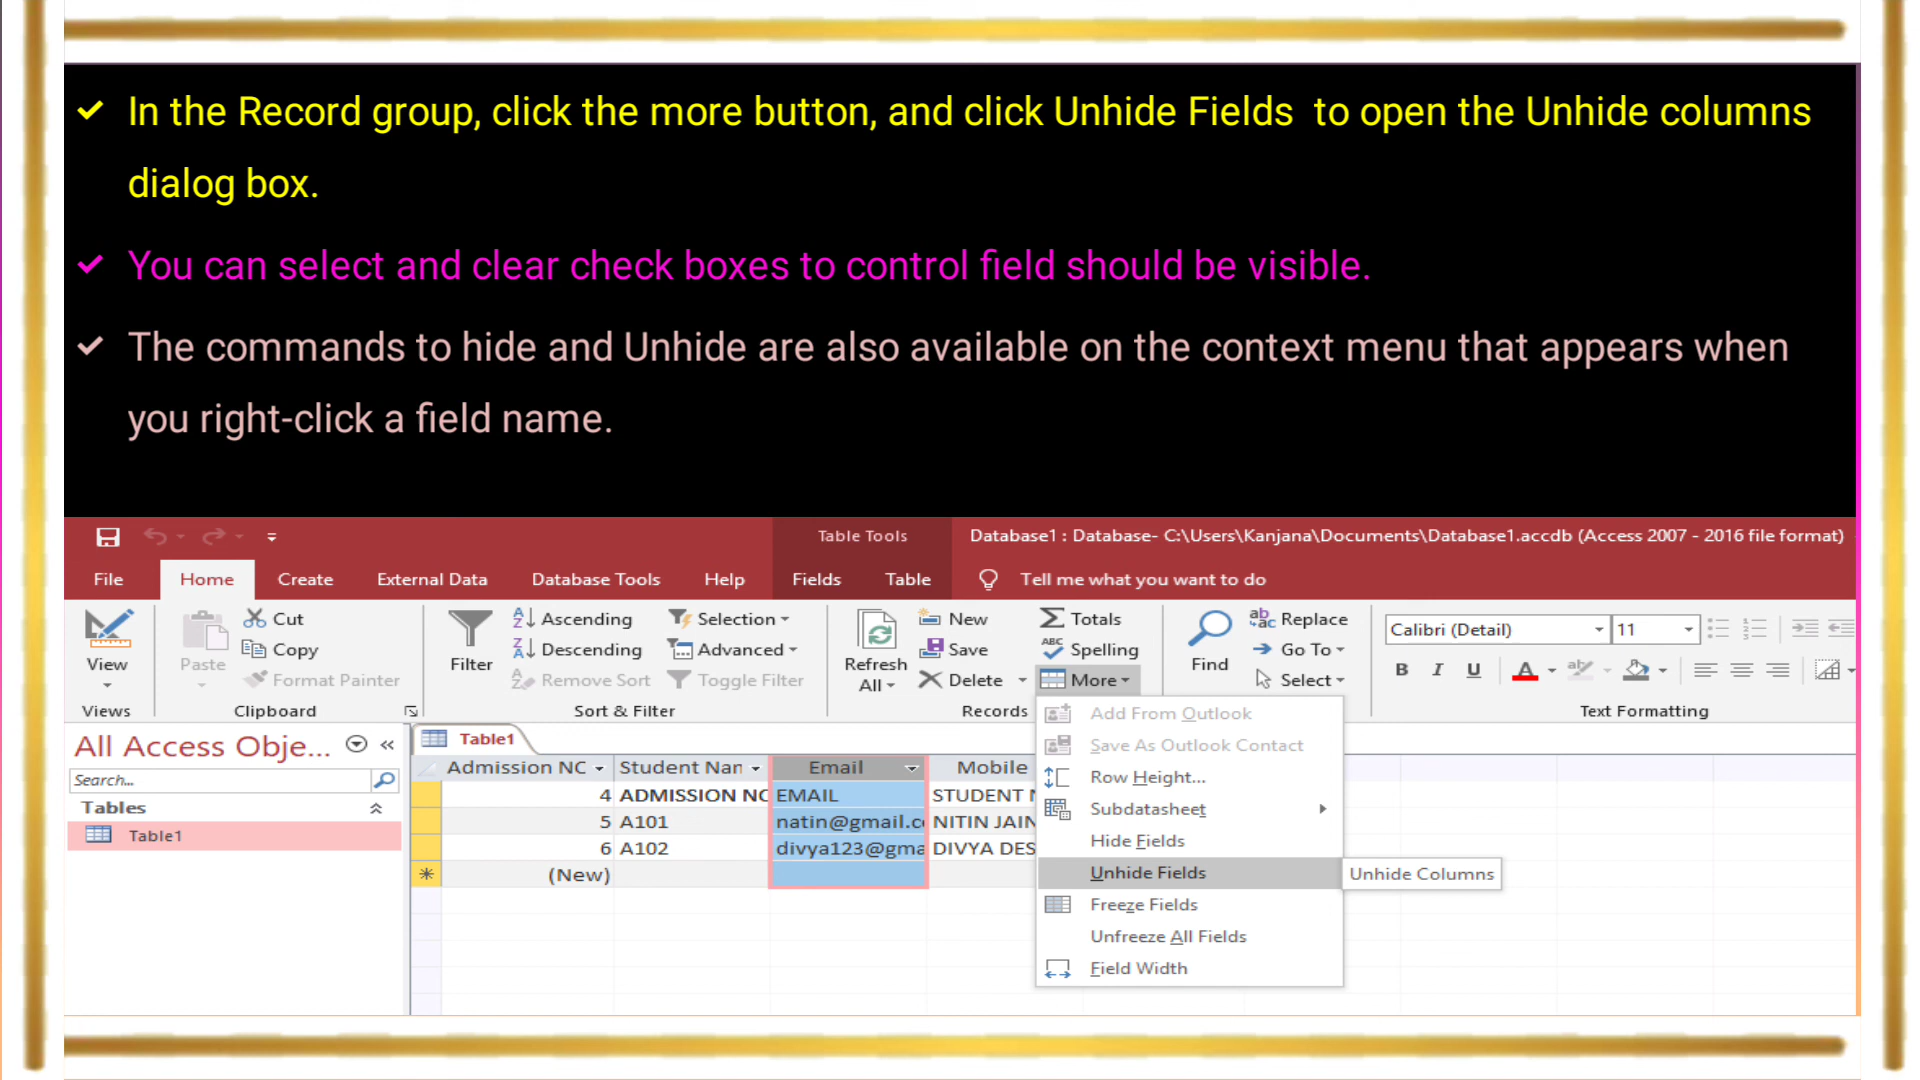 In the Record group, click the more button, and click Unhide Fields to open the Unhide columns
dialog box.
You can select and clear check boxes to control field should be visible.
The commands to hide and Unhide are also available on the context menu that appears when
you right-click a field name.
Table Tools
Database1 : Database- C:\Users\Kanjana\Documents\Database1.accdb (Access 2007 - 2016 file format)
File Home Create External Data Database Tools Help Fields Table Tell me what you want to do
View
Views
Paste
Cut
Copy
Format Painter
Clipboard
Filter
Ascending
Descending
Remove Sort
Selection
Advanced
Toggle Filter
Sort & Filter
Refresh
All
New
Save
Delete
Totals
Spelling
More
Records
Find
Replace
Go To
Select
Calibri (Detail) 11
B I U
Text Formatting
All Access Obje...
Search...
Tables
Table1
Table1
Admission NC Student Nar Email Mobile
4 ADMISSION NC EMAIL STUDENT N
5 A101 natin@gmail.c NITIN JAIN
6 A102 divya123@gma DIVYA DES
(New)
Add From Outlook
Save As Outlook Contact
Row Height...
Subdatasheet
Hide Fields
Unhide Fields
Unhide Columns
Freeze Fields
Unfreeze All Fields
Field Width